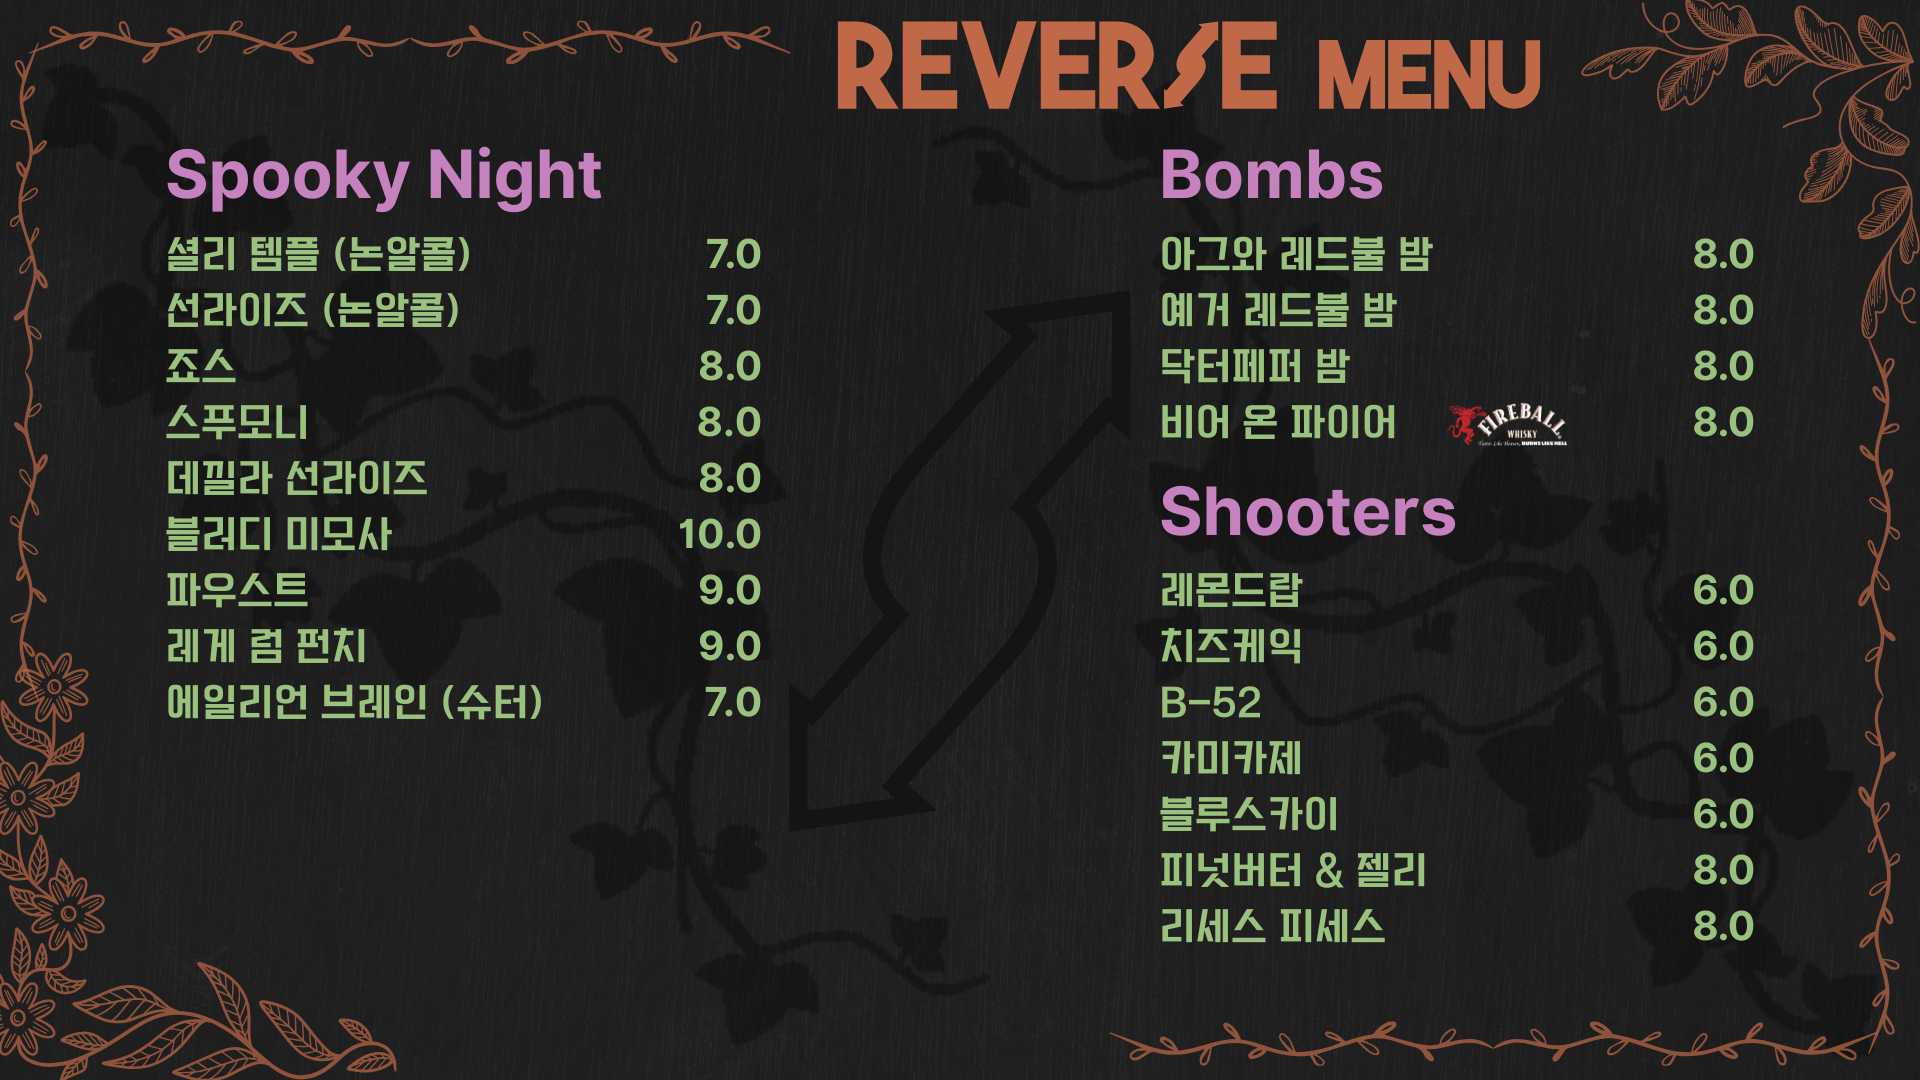 REVERSE MENU
Spooky Night
셜리 템플 (논알콜) 7.0
선라이즈 (논알콜) 7.0
죠스 8.0
스푸모니 8.0
데낄라 선라이즈 8.0
블러디 미모사 10.0
파우스트 9.0
레게 럼 펀치 9.0
에일리언 브레인 (슈터) 7.0
Bombs
아그와 레드불 밤 8.0
예거 레드불 밤 8.0
닥터페퍼 밤 8.0
비어 온 파이어 8.0
FIREBALL
WHISKY
Tastes Like Heaven, BURNS LIKE HELL
Shooters
레몬드랍 6.0
치즈케익 6.0
B-52 6.0
카미카제 6.0
블루스카이 6.0
피넛버터 & 젤리 8.0
리세스 피세스 8.0